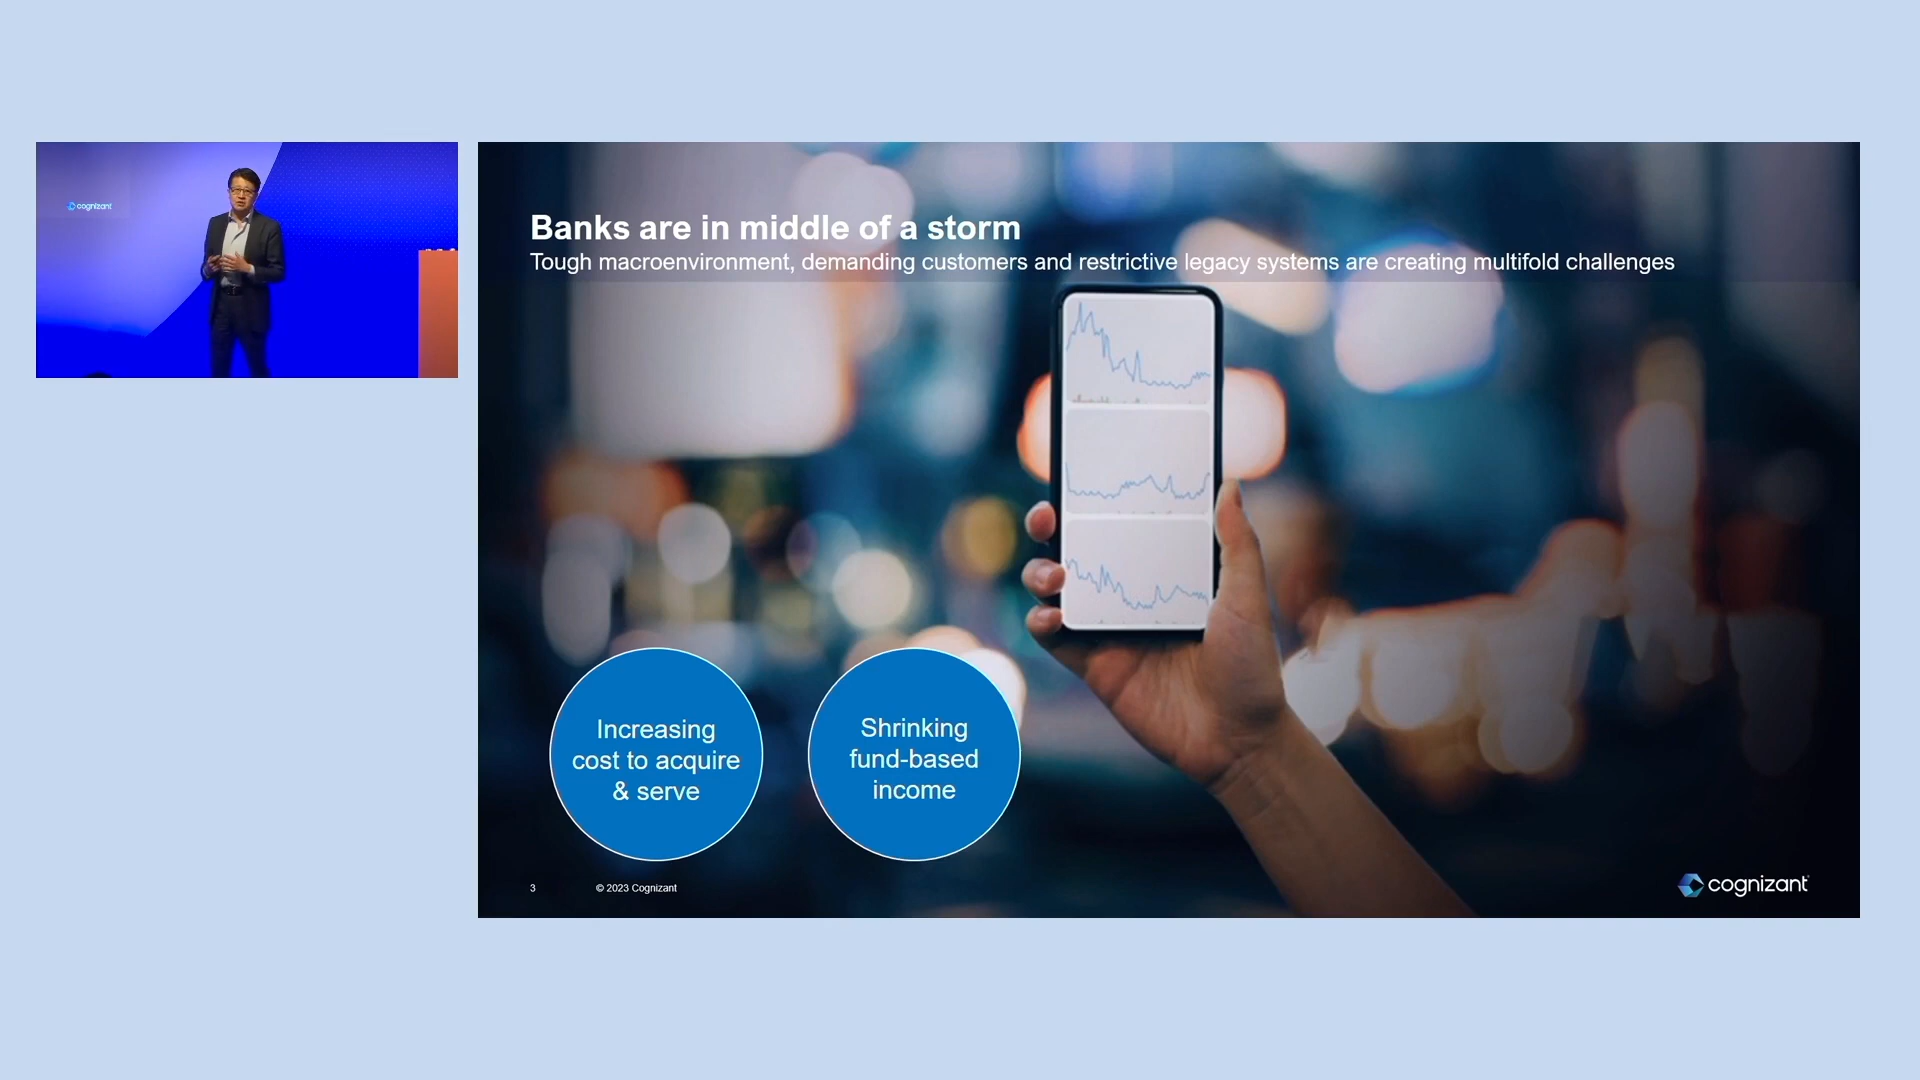 cognizant
Banks are in middle of a storm
Tough macroenvironment, demanding customers and restrictive legacy systems are creating multifold challenges
Increasing
cost to acquire
& serve
Shrinking
fund-based
income
3
© 2023 Cognizant
cognizant